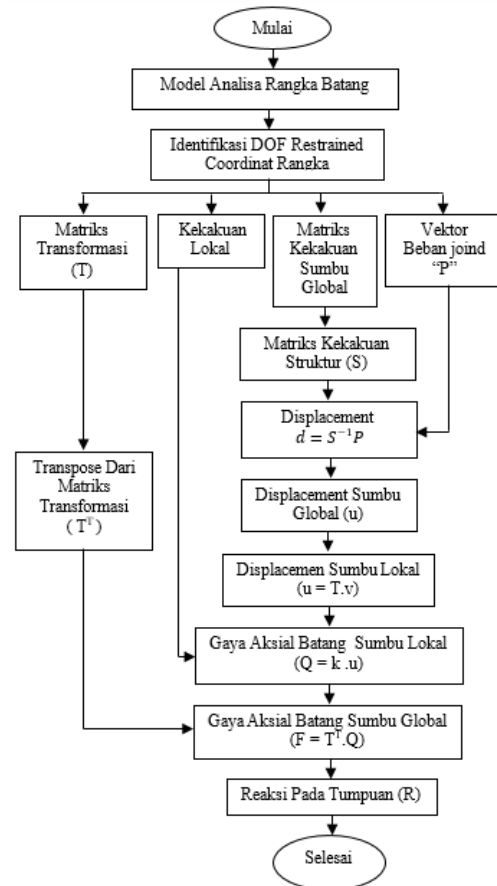 Mulai
Model Analisa Rangka Batang
Identifikasi DOF Restrained
Coordinat Rangka
Matriks
Transformasi
(T)
Kekakuan
Lokal
Matriks
Kekakuan
Sumbu
Global
Vektor
Beban joind
“P”
Matriks Kekakuan
Struktur (S)
Displacement
d = S⁻¹P
Transpose Dari
Matriks
Transformasi
( Tᵀ )
Displacement Sumbu
Global (u)
Displacemen Sumbu Lokal
(u = T.v)
Gaya Aksial Batang Sumbu Lokal
(Q = k .u)
Gaya Aksial Batang Sumbu Global
(F = Tᵀ.Q)
Reaksi Pada Tumpuan (R)
Selesai